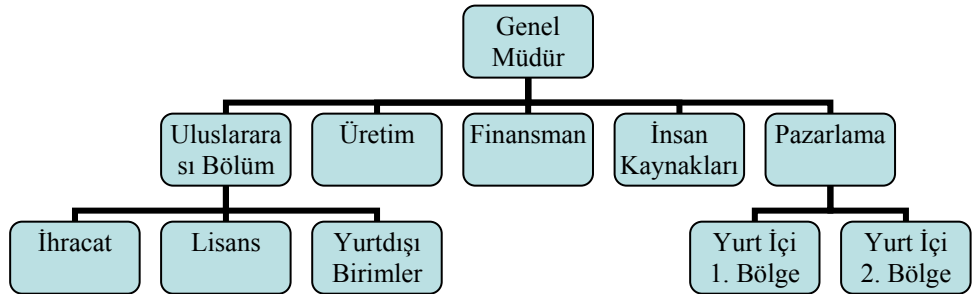 Genel
Müdür
Uluslarara
sı Bölüm
Üretim
Finansman
İnsan
Kaynakları
Pazarlama
İhracat
Lisans
Yurtdışı
Birimler
Yurt İçi
1. Bölge
Yurt İçi
2. Bölge